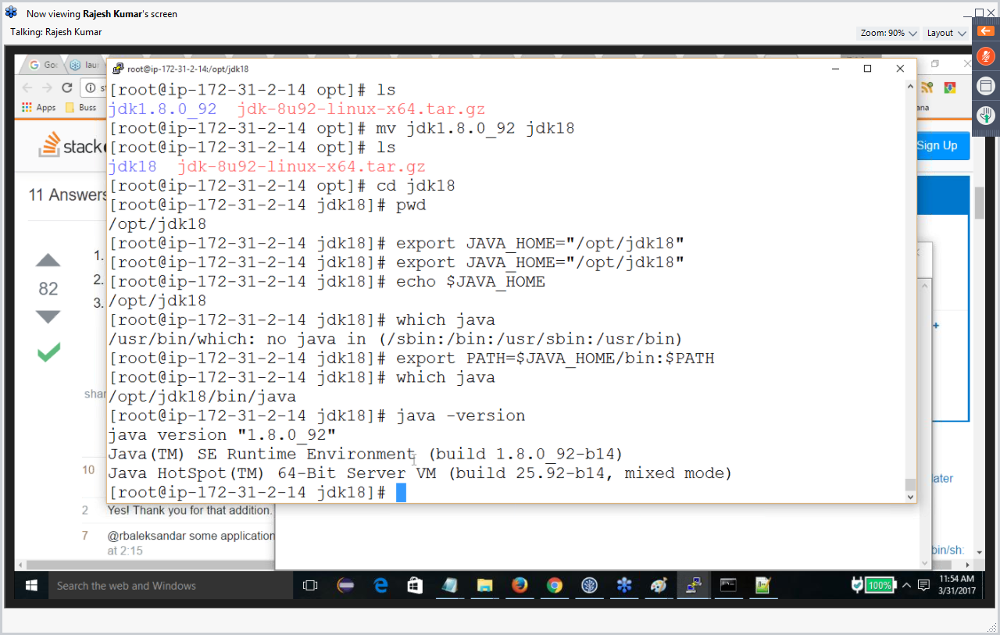 Now viewing Rajesh Kumar's screen
Talking: Rajesh Kumar
Zoom: 90%
Layout
root@ip-172-31-2-14:/opt/jdk18
[root@ip-172-31-2-14 opt]# ls
jdk1.8.0_92  jdk-8u92-linux-x64.tar.gz
[root@ip-172-31-2-14 opt]# mv jdk1.8.0_92 jdk18
[root@ip-172-31-2-14 opt]# ls
jdk18  jdk-8u92-linux-x64.tar.gz
[root@ip-172-31-2-14 opt]# cd jdk18
[root@ip-172-31-2-14 jdk18]# pwd
/opt/jdk18
[root@ip-172-31-2-14 jdk18]# export JAVA_HOME="/opt/jdk18"
[root@ip-172-31-2-14 jdk18]# export JAVA_HOME="/opt/jdk18"
[root@ip-172-31-2-14 jdk18]# echo $JAVA_HOME
/opt/jdk18
[root@ip-172-31-2-14 jdk18]# which java
/usr/bin/which: no java in (/sbin:/bin:/usr/sbin:/usr/bin)
[root@ip-172-31-2-14 jdk18]# export PATH=$JAVA_HOME/bin:$PATH
[root@ip-172-31-2-14 jdk18]# which java
/opt/jdk18/bin/java
[root@ip-172-31-2-14 jdk18]# java -version
java version "1.8.0_92"
Java(TM) SE Runtime Environment (build 1.8.0_92-b14)
Java HotSpot(TM) 64-Bit Server VM (build 25.92-b14, mixed mode)
[root@ip-172-31-2-14 jdk18]#
Apps
Buss
stack
Sign Up
11 Answers
1.
2.
3.
82
shar
10
ater
2
Yes! Thank you for that addition.
7
@rbaleksandar some application
at 2:15
bin/sh:
Search the web and Windows
100%
11:54 AM
3/31/2017